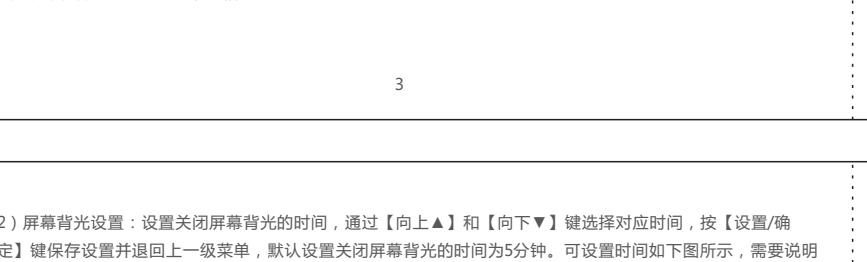 3
2）屏幕背光设置：设置关闭屏幕背光的时间，通过【向上▲】和【向下▼】键选择对应时间，按【设置/确
定】键保存设置并退回上一级菜单，默认设置关闭屏幕背光的时间为5分钟。可设置时间如下图所示，需要说明